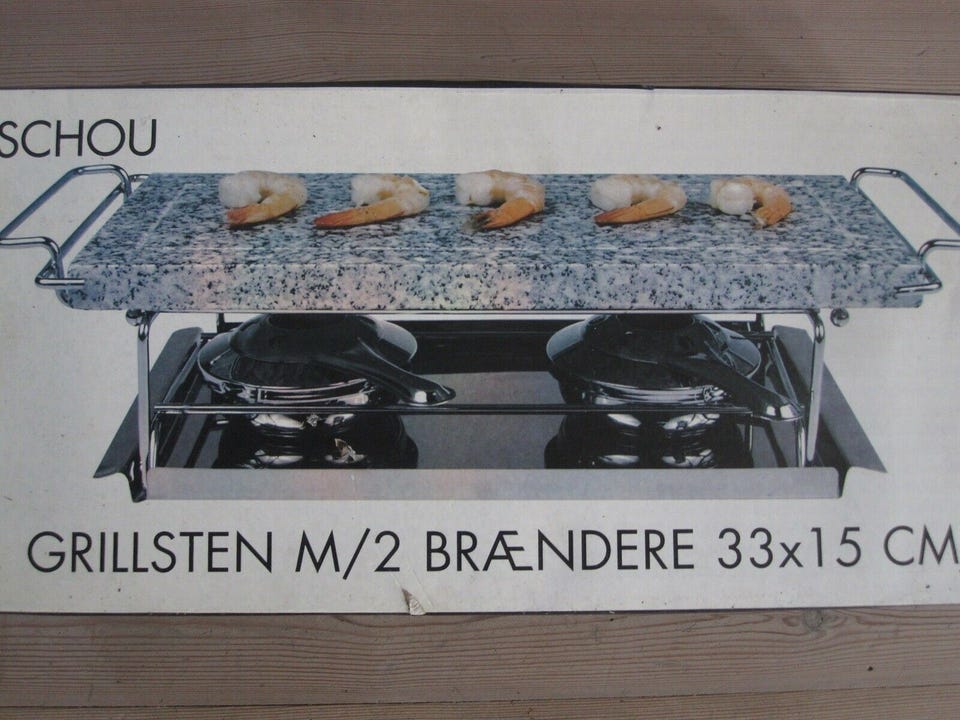 SCHOU
GRILLSTEN M/2 BRÆNDERE 33x15 CM